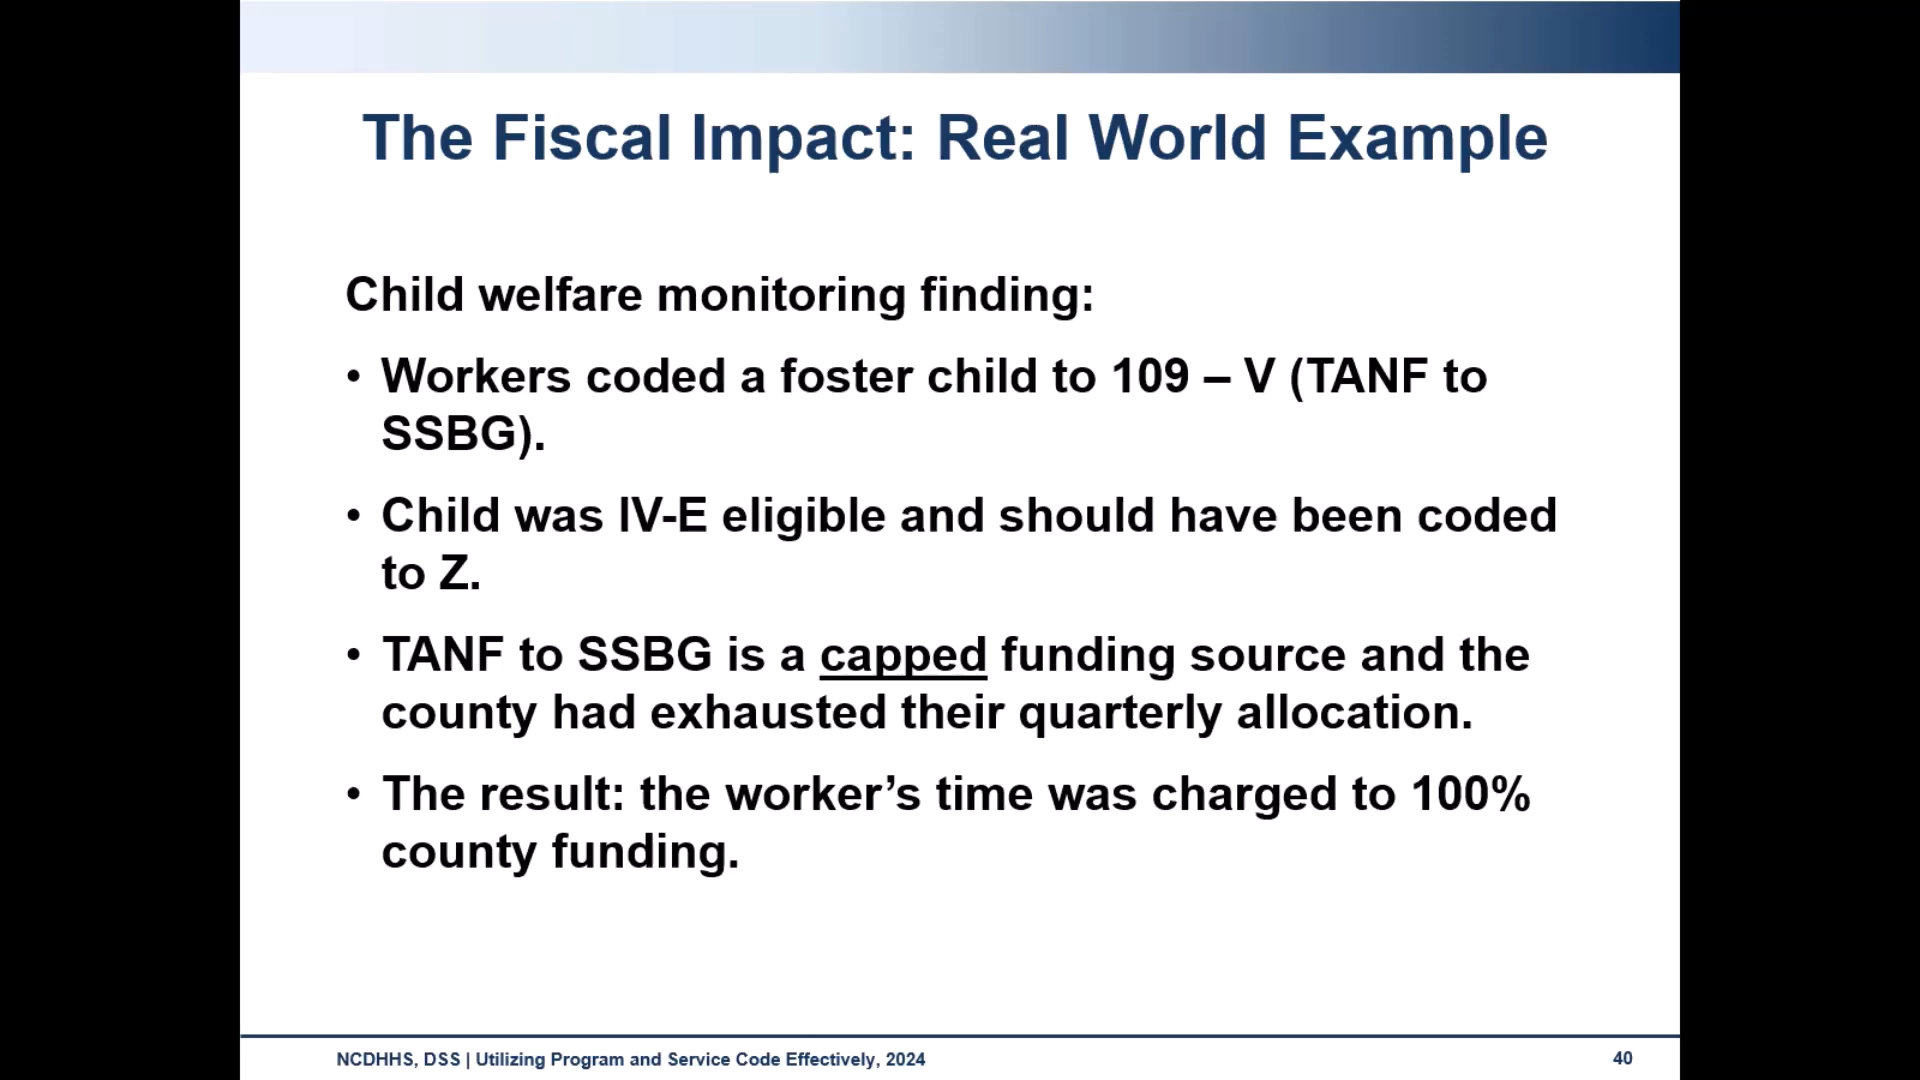 The Fiscal Impact: Real World Example
Child welfare monitoring finding:
• Workers coded a foster child to 109 – V (TANF to
SSBG).
• Child was IV-E eligible and should have been coded
to Z.
• TANF to SSBG is a capped funding source and the
county had exhausted their quarterly allocation.
• The result: the worker’s time was charged to 100%
county funding.
NCDHHS, DSS | Utilizing Program and Service Code Effectively, 2024
40